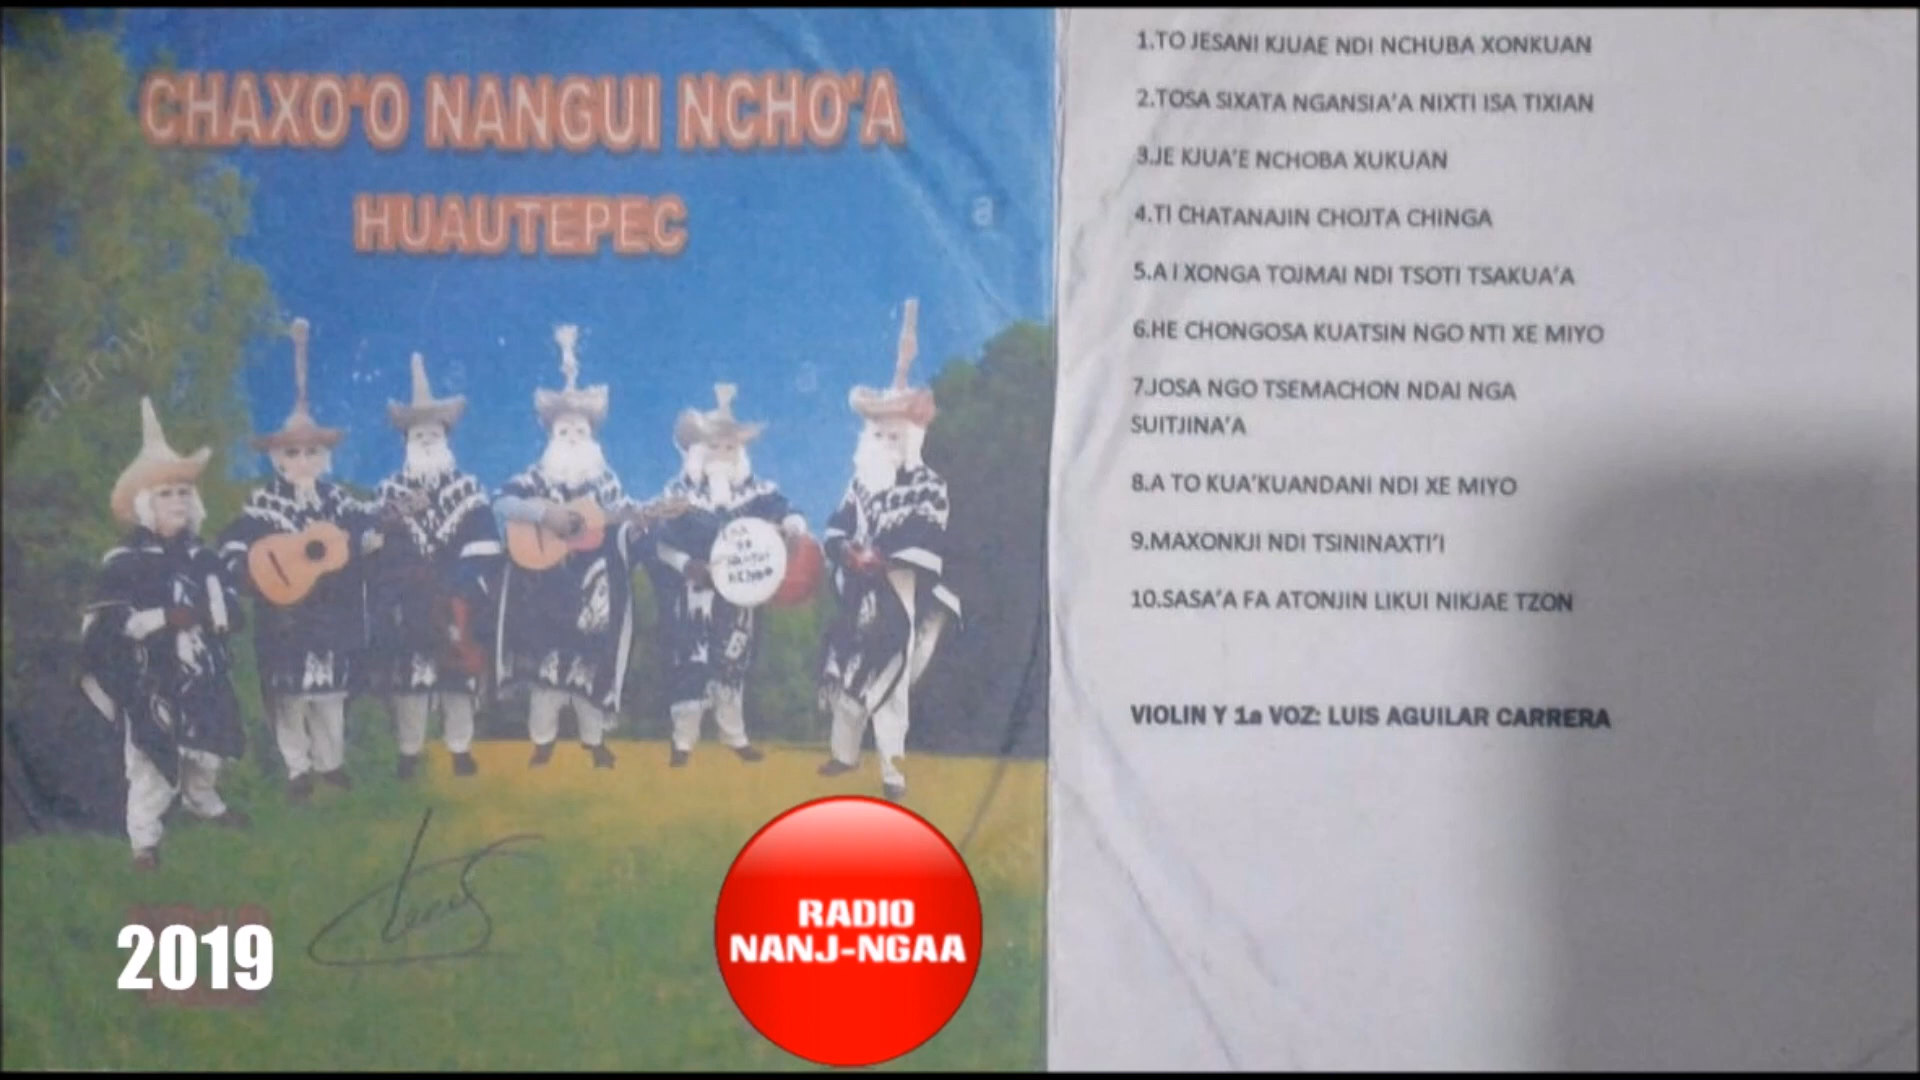 CHAXO'O NANGUI NCHO'A
HUAUTEPEC
alamy
a
2019
RADIO
NANJ-NGAA
1.TO JESANI KJUAE NDI NCHUBA XONKUAN
2.TOSA SIXATA NGANSIA'A NIXTI ISA TIXIAN
3.JE KJUA'E NCHOBA XUKUAN
4.TI CHATANAJIN CHOJTA CHINGA
5.A I XONGA TOJMAI NDI TSOTI TSAKUA'A
6.HE CHONGOSA KUATSIN NGO NTI XE MIYO
7.JOSA NGO TSEMACHON NDAI NGA
SUITJINA'A
8.A TO KUA'KUANDANI NDI XE MIYO
9.MAXONKJI NDI TSININAXTI'I
10.SASA'A FA ATONJIN LIKUI NIKJAE TZON
VIOLIN Y 1a VOZ: LUIS AGUILAR CARRERA